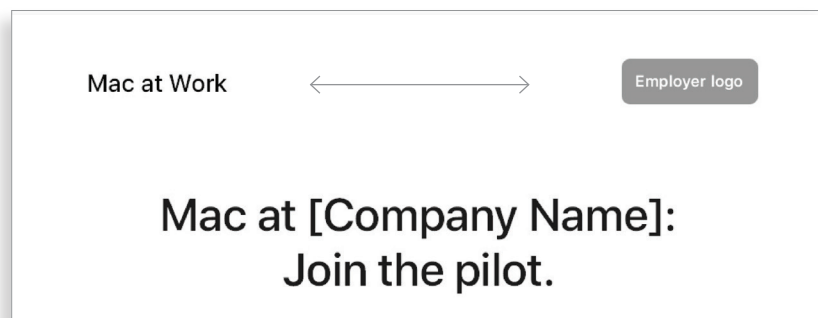 Mac at Work
Employer logo
Mac at [Company Name]:
Join the pilot.